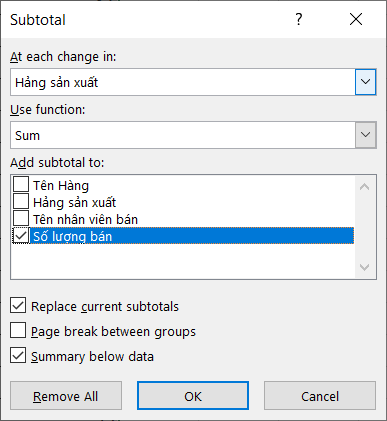 Subtotal
At each change in:
Hảng sản xuất
Use function:
Sum
Add subtotal to:
Tên Hàng
Hảng sản xuất
Tên nhân viên bán
Số lượng bán
Replace current subtotals
Page break between groups
Summary below data
Remove All
OK
Cancel